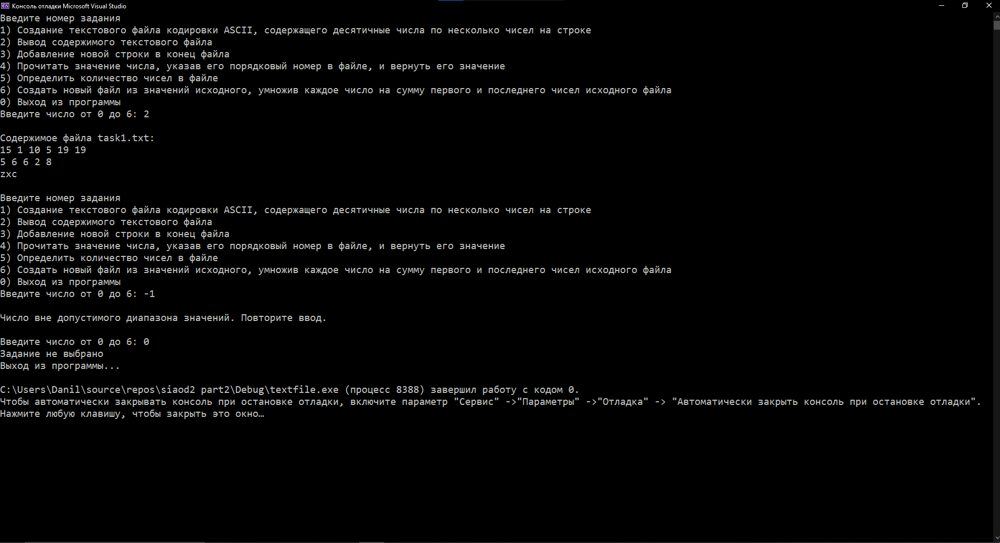 Консоль отладки Microsoft Visual Studio
Введите номер задания
1) Создание текстового файла кодировки ASCII, содержащего десятичные числа по несколько чисел на строке
2) Вывод содержимого текстового файла
3) Добавление новой строки в конец файла
4) Прочитать значение числа, указав его порядковый номер в файле, и вернуть его значение
5) Определить количество чисел в файле
6) Создать новый файл из значений исходного, умножив каждое число на сумму первого и последнего чисел исходного файла
0) Выход из программы
Введите число от 0 до 6: 2
Содержимое файла task1.txt:
15 1 10 5 19 19
5 6 6 2 8
zxc
Введите номер задания
1) Создание текстового файла кодировки ASCII, содержащего десятичные числа по несколько чисел на строке
2) Вывод содержимого текстового файла
3) Добавление новой строки в конец файла
4) Прочитать значение числа, указав его порядковый номер в файле, и вернуть его значение
5) Определить количество чисел в файле
6) Создать новый файл из значений исходного, умножив каждое число на сумму первого и последнего чисел исходного файла
0) Выход из программы
Введите число от 0 до 6: -1
Число вне допустимого диапазона значений. Повторите ввод.
Введите число от 0 до 6: 0
Задание не выбрано
Выход из программы...
C:\Users\Danil\source\repos\siaod2 part2\Debug\textfile.exe (процесс 8388) завершил работу с кодом 0.
Чтобы автоматически закрывать консоль при остановке отладки, включите параметр "Сервис" ->"Параметры" ->"Отладка" -> "Автоматически закрыть консоль при остановке отладки".
Нажмите любую клавишу, чтобы закрыть это окно…